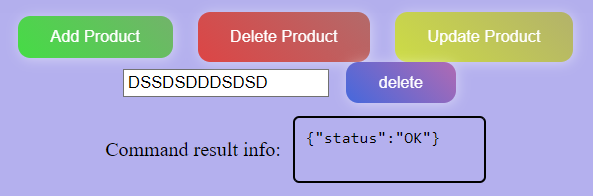 Add Product Delete Product Update Product
DSSDSDDDSDSD delete
Command result info: {"status":"OK"}